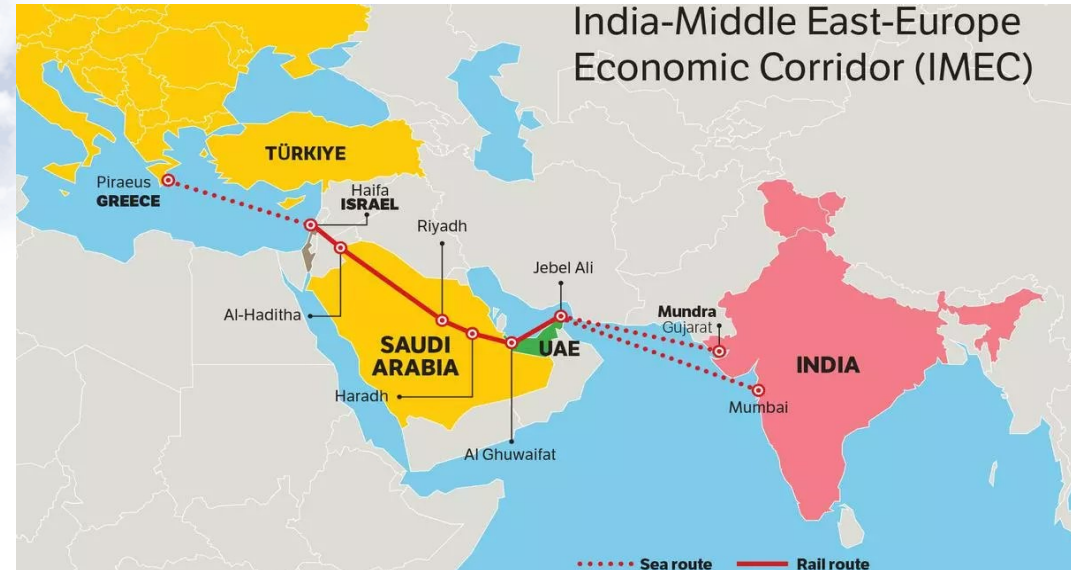 India-Middle East-Europe
Economic Corridor (IMEC)
TÜRKIYE
Piraeus
GREECE
Haifa
ISRAEL
Riyadh
Jebel Ali
Al-Haditha
Mundra
Gujarat
SAUDI
ARABIA
UAE
INDIA
Haradh
Mumbai
Al Ghuwaifat
Sea route
Rail route